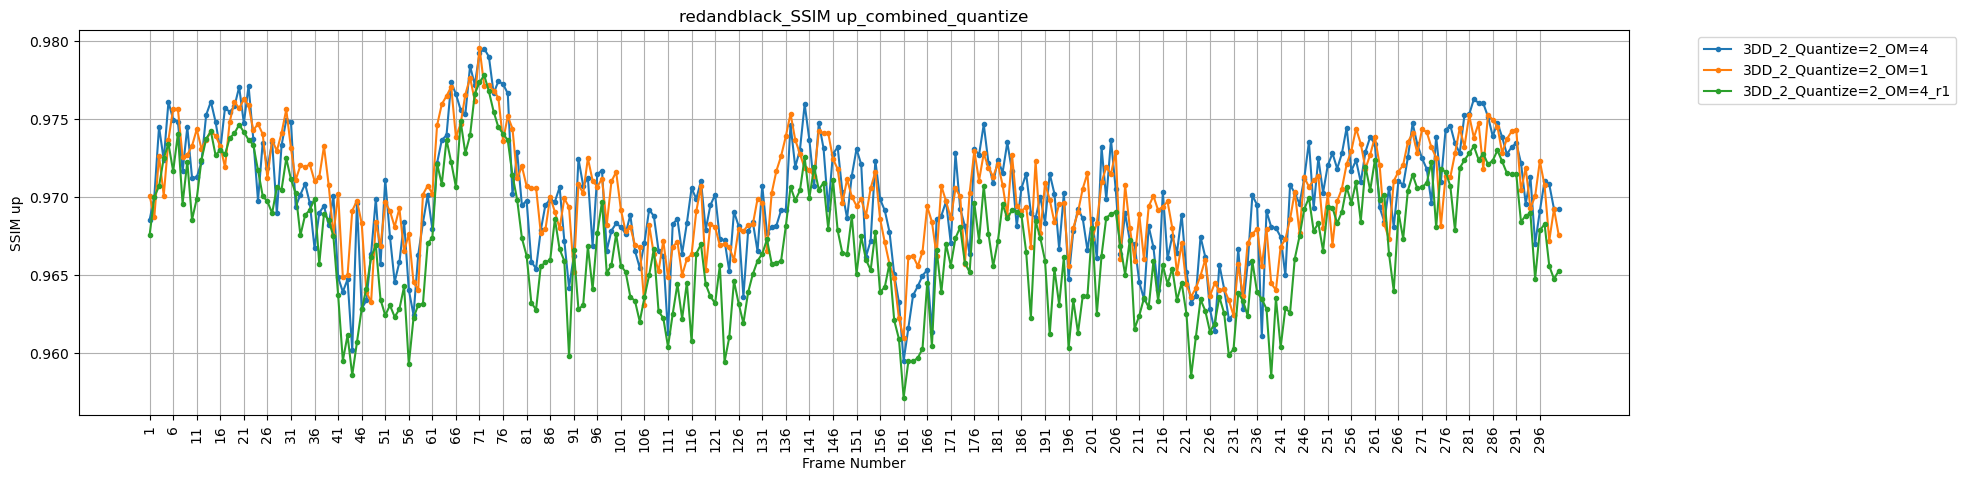 redandblack_SSIM up_combined_quantize
0.980
0.975
0.970
0.965
0.960
SSIM up
1 6 11 16 21 26 31 36 41 46 51 56 61 66 71 76 81 86 91 96 101 106 111 116 121 126 131 136 141 146 151 156 161 166 171 176 181 186 191 196 201 206 211 216 221 226 231 236 241 246 251 256 261 266 271 276 281 286 291 296
Frame Number
3DD_2_Quantize=2_OM=4
3DD_2_Quantize=2_OM=1
3DD_2_Quantize=2_OM=4_r1